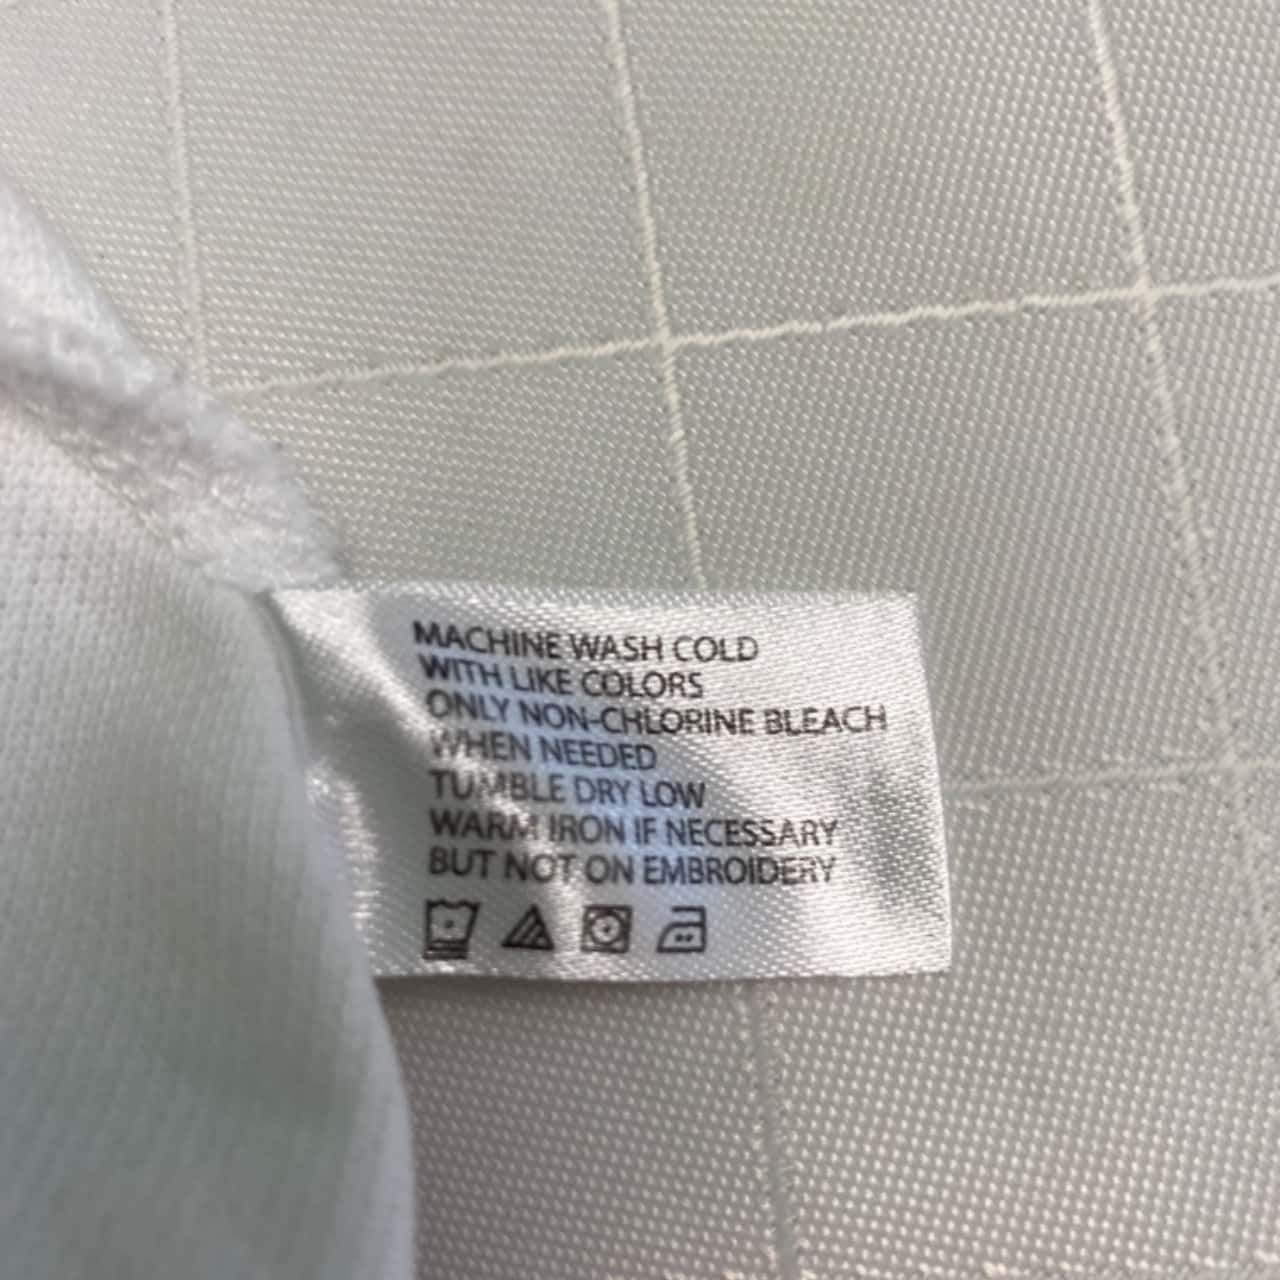 MACHINE WASH COLD
WITH LIKE COLORS
ONLY NON-CHLORINE BLEACH
WHEN NEEDED
TUMBLE DRY LOW
WARM IRON IF NECESSARY
BUT NOT ON EMBROIDERY